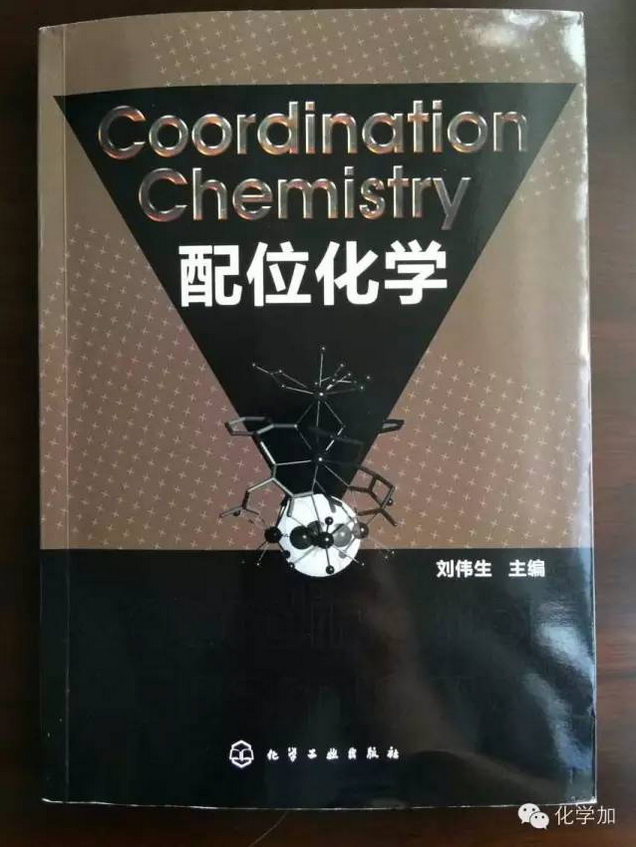 Coordination
Chemistry
配位化学
刘伟生 主编
化学工业出版社
化学加